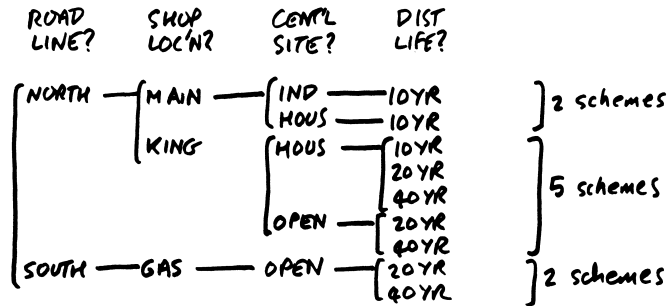 ROAD LINE? SHOP LOC'N? CENT'L SITE? DIST LIFE?
NORTH MAIN IND 10YR
HOUS 10YR
2 schemes
KING HOUS 10YR
20YR
40YR
OPEN 20YR
40YR
5 schemes
SOUTH GAS OPEN 20YR
40YR
2 schemes